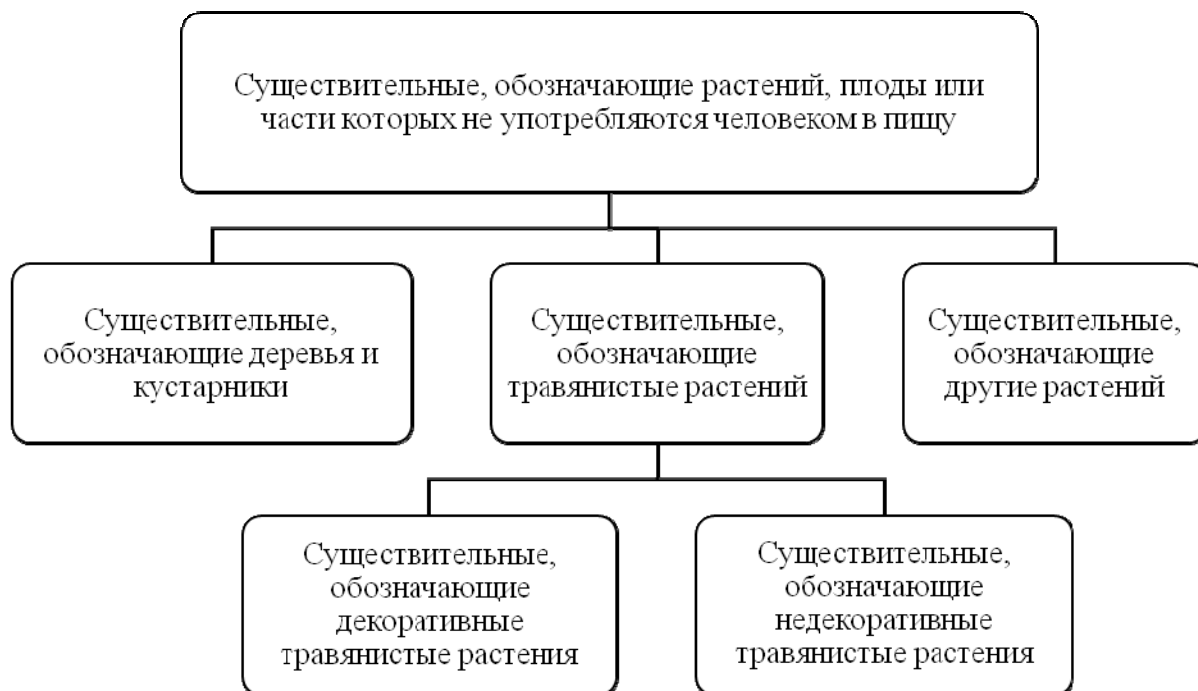 Существительные, обозначающие растений, плоды или
части которых не употребляются человеком в пищу
Существительные,
обозначающие деревья и
кустарники
Существительные,
обозначающие
травянистые растений
Существительные,
обозначающие
другие растений
Существительные,
обозначающие
декоративные
травянистые растения
Существительные,
обозначающие
недекоративные
травянистые растения